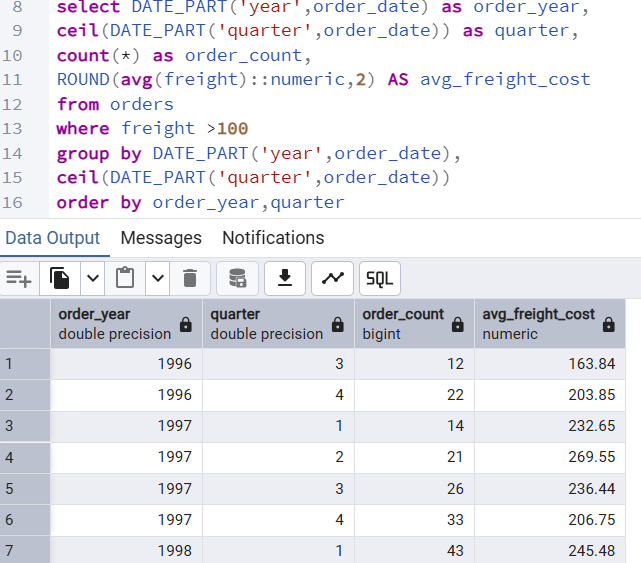 8 select DATE_PART('year',order_date) as order_year,
9 ceil(DATE_PART('quarter',order_date)) as quarter,
10 count(*) as order_count,
11 ROUND(avg(freight)::numeric,2) AS avg_freight_cost
12 from orders
13 where freight >100
14 group by DATE_PART('year',order_date),
15 ceil(DATE_PART('quarter',order_date))
16 order by order_year,quarter
Data Output Messages Notifications
SQL
order_year quarter order_count avg_freight_cost
double precision double precision bigint numeric
1 1996 3 12 163.84
2 1996 4 22 203.85
3 1997 1 14 232.65
4 1997 2 21 269.55
5 1997 3 26 236.44
6 1997 4 33 206.75
7 1998 1 43 245.48